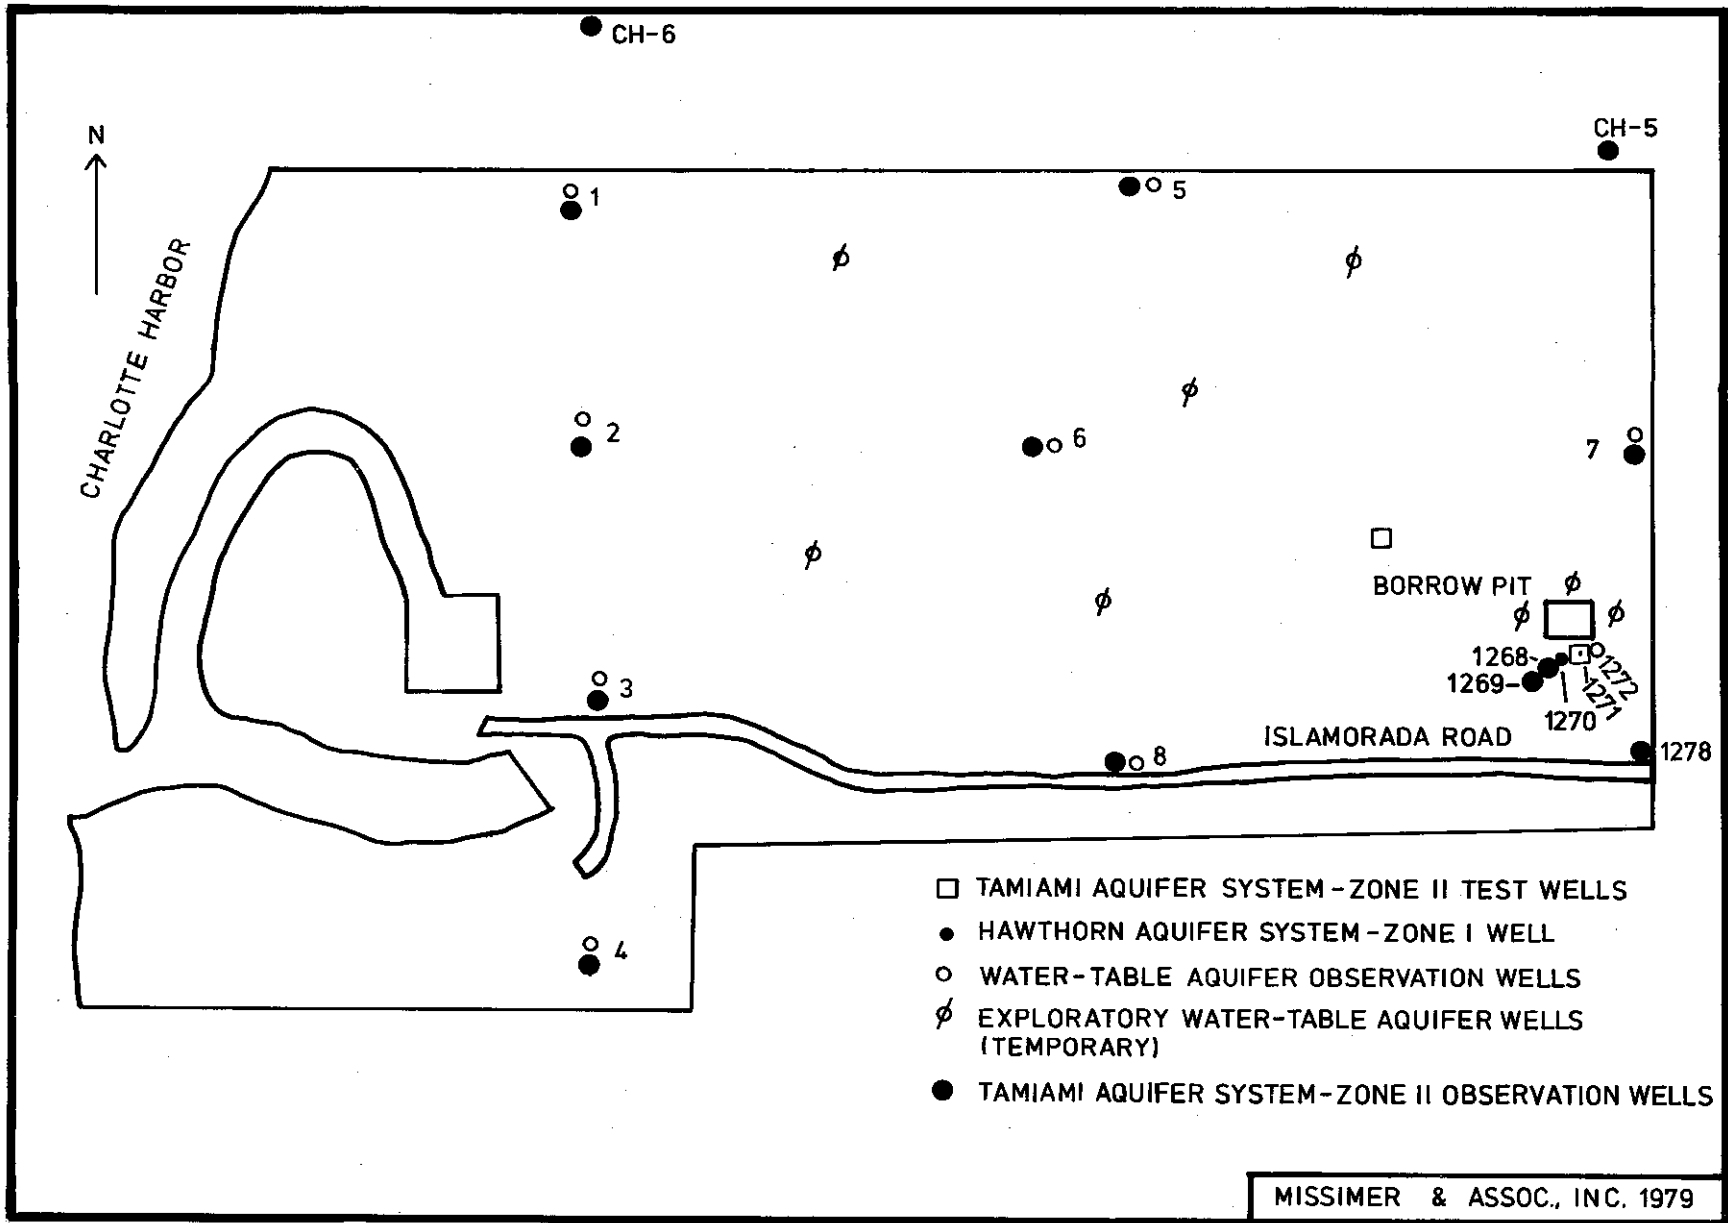 CH-6
CH-5
N
1
5
CHARLOTTE HARBOR
2
6
7
BORROW PIT
1268-
1269-
1272
1271
1270
3
ISLAMORADA ROAD
8
1278
4
TAMIAMI AQUIFER SYSTEM-ZONE II TEST WELLS
HAWTHORN AQUIFER SYSTEM-ZONE I WELL
WATER-TABLE AQUIFER OBSERVATION WELLS
EXPLORATORY WATER-TABLE AQUIFER WELLS
(TEMPORARY)
TAMIAMI AQUIFER SYSTEM-ZONE II OBSERVATION WELLS
MISSIMER & ASSOC., INC. 1979